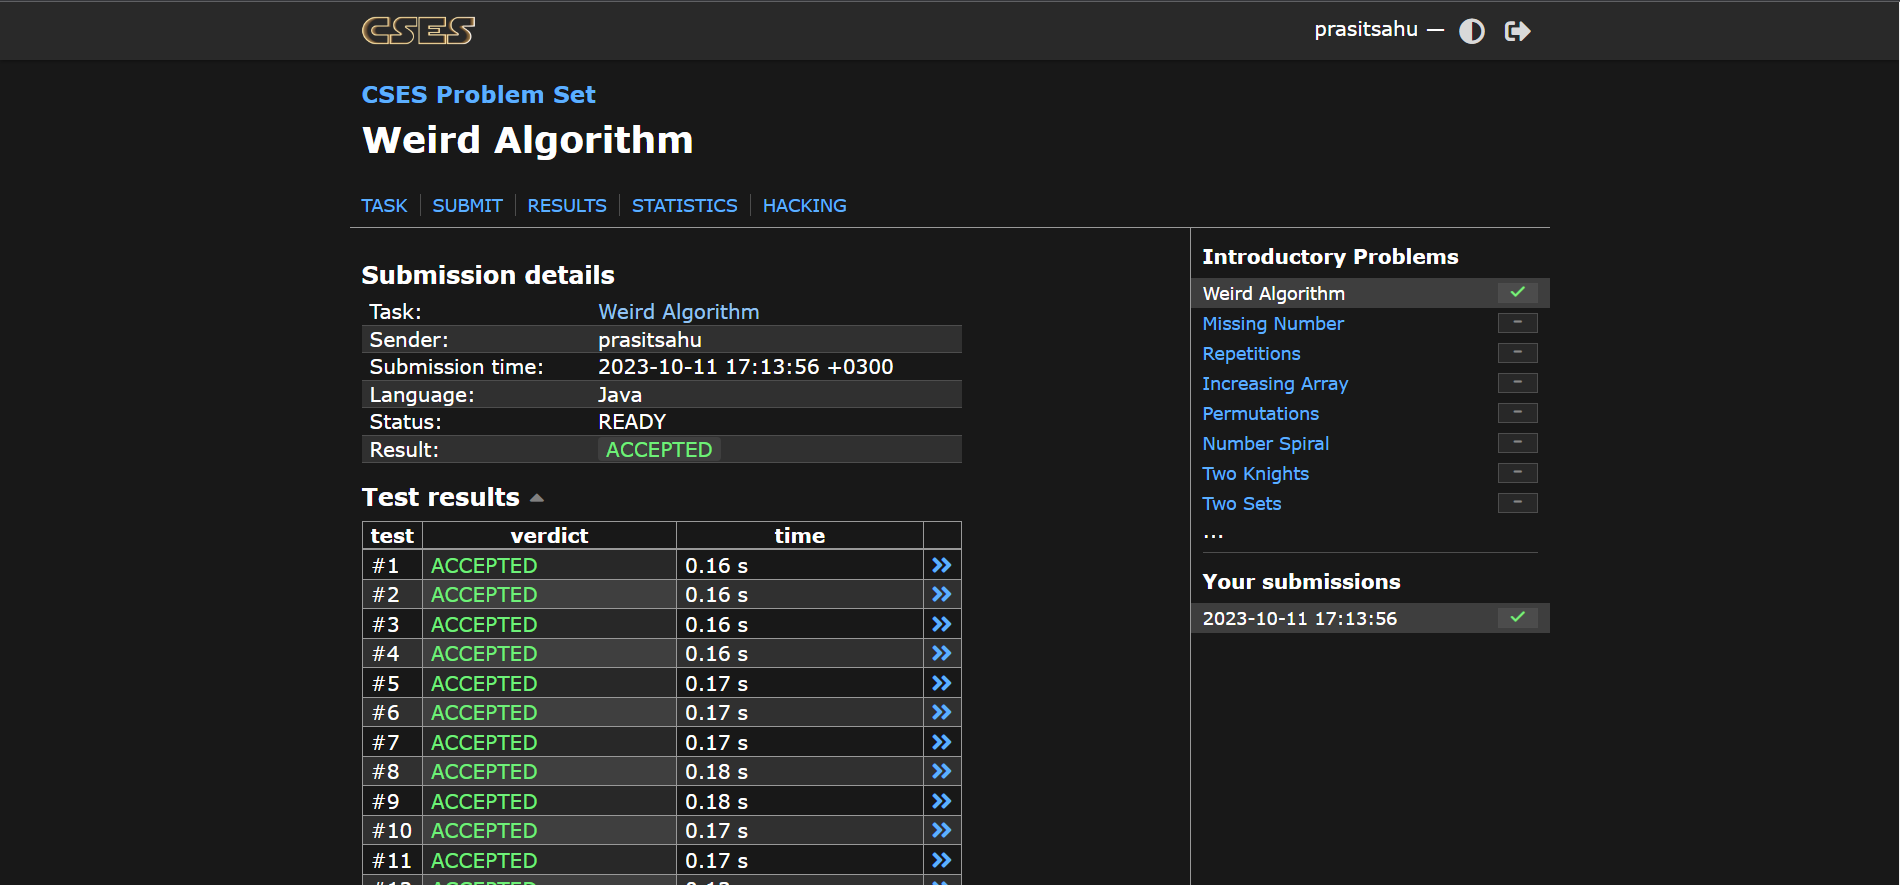 CSES
prasitsahu —
CSES Problem Set
Weird Algorithm
TASK SUBMIT RESULTS STATISTICS HACKING
Submission details
Task: Weird Algorithm
Sender: prasitsahu
Submission time: 2023-10-11 17:13:56 +0300
Language: Java
Status: READY
Result: ACCEPTED
Test results
test verdict time
#1 ACCEPTED 0.16 s
#2 ACCEPTED 0.16 s
#3 ACCEPTED 0.16 s
#4 ACCEPTED 0.16 s
#5 ACCEPTED 0.17 s
#6 ACCEPTED 0.17 s
#7 ACCEPTED 0.17 s
#8 ACCEPTED 0.18 s
#9 ACCEPTED 0.18 s
#10 ACCEPTED 0.17 s
#11 ACCEPTED 0.17 s
Introductory Problems
Weird Algorithm
Missing Number –
Repetitions –
Increasing Array –
Permutations –
Number Spiral –
Two Knights –
Two Sets –
...
Your submissions
2023-10-11 17:13:56